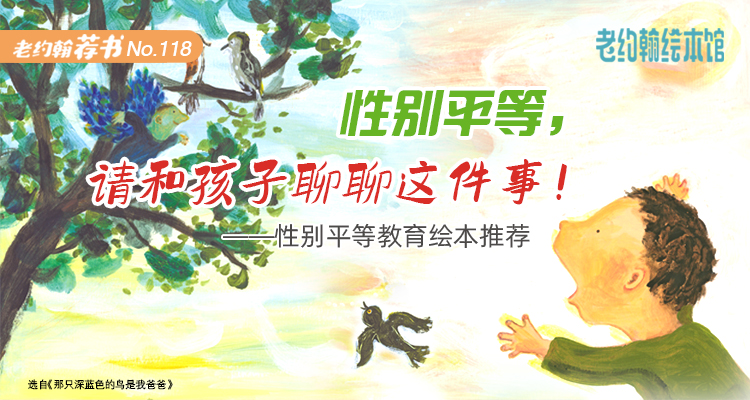 老约翰荐书No.118
老约翰绘本馆
性别平等，
请和孩子聊聊这件事！
——性别平等教育绘本推荐
选自《那只深蓝色的鸟是我爸爸》